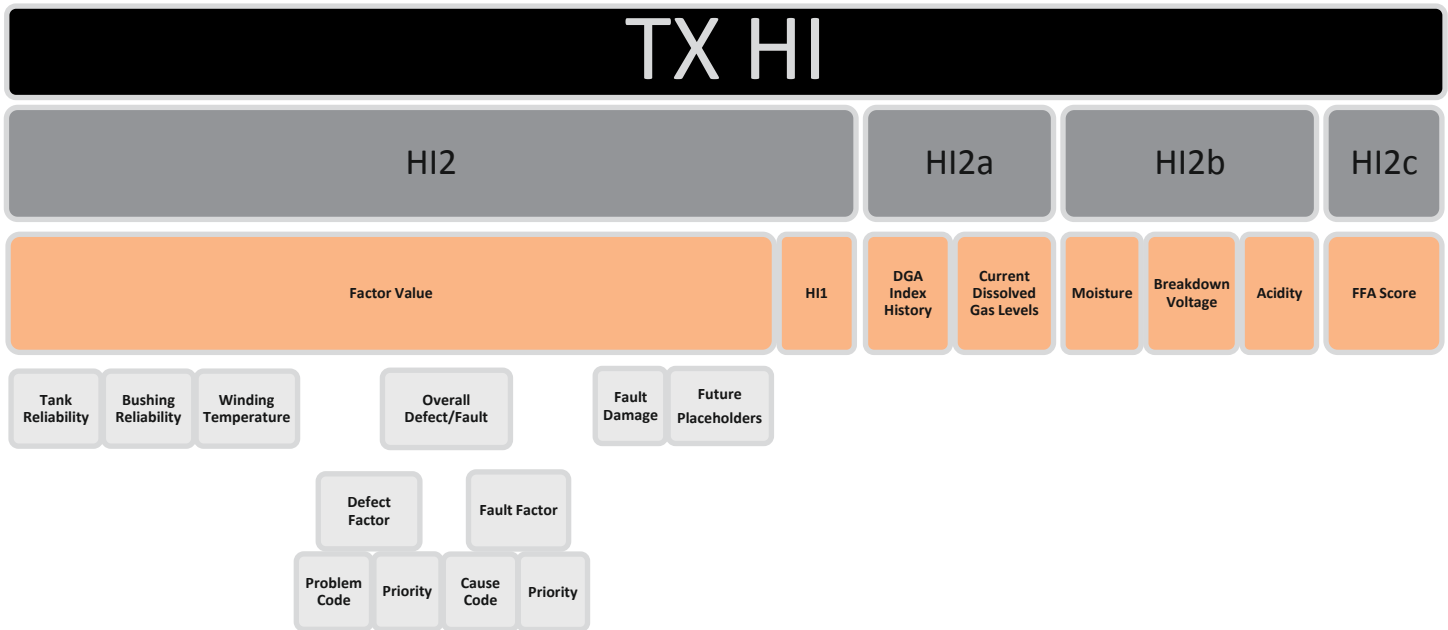 TX HI
HI2
HI2a
HI2b
HI2c
Factor Value
HI1
DGA
Index
History
Current
Dissolved
Gas Levels
Moisture
Breakdown
Voltage
Acidity
FFA Score
Tank
Reliability
Bushing
Reliability
Winding
Temperature
Overall
Defect/Fault
Fault
Damage
Future
Placeholders
Defect
Factor
Fault Factor
Problem
Code
Priority
Cause
Code
Priority